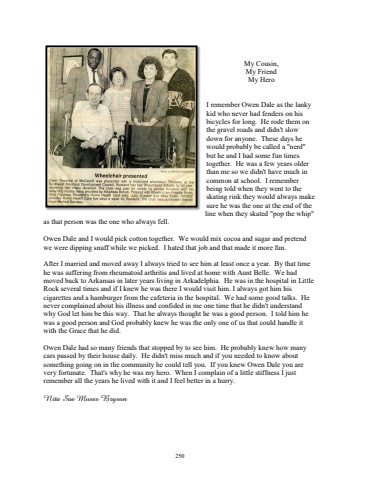 My Cousin,
My Friend
My Hero
Wheelchair presented
I remember Owen Dale as the lanky
kid who never had fenders on his
bicycles for long. He rode them on
the gravel roads and didn't slow
down for anyone. These days he
would probably be called a "nerd"
but he and I had some fun times
together. He was a few years older
than me so we didn't have much in
common at school. I remember
being told when they went to the
skating rink they would always make
sure he was the one at the end of the
line when they skated "pop the whip"
as that person was the one who always fell.
Owen Dale and I would pick cotton together. We would mix cocoa and sugar and pretend
we were dipping snuff while we picked. I hated that job and that made it more fun.
After I married and moved away I always tried to see him at least once a year. By that time
he was suffering from rheumatoid arthritis and lived at home with Aunt Belle. We had
moved back to Arkansas in later years living in Arkadelphia. He was in the hospital in Little
Rock several times and if I knew he was there I would visit him. I always got him his
cigarettes and a hamburger from the cafeteria in the hospital. We had some good talks. He
never complained about his illness and confided in me one time that he didn't understand
why God let him be this way. That he always thought he was a good person. I told him he
was a good person and God probably knew he was the only one of us that could handle it
with the Grace that he did.
Owen Dale had so many friends that stopped by to see him. He probably knew how many
cars passed by their house daily. He didn't miss much and if you needed to know about
something going on in the community he could tell you. If you knew Owen Dale you are
very fortunate. That's why he was my hero. When I complain of a little stiffness I just
remember all the years he lived with it and I feel better in a hurry.
Nita Sue
250